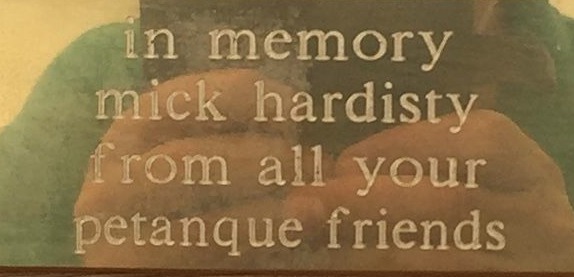 in memory
mick hardisty
from all your
petanque friends